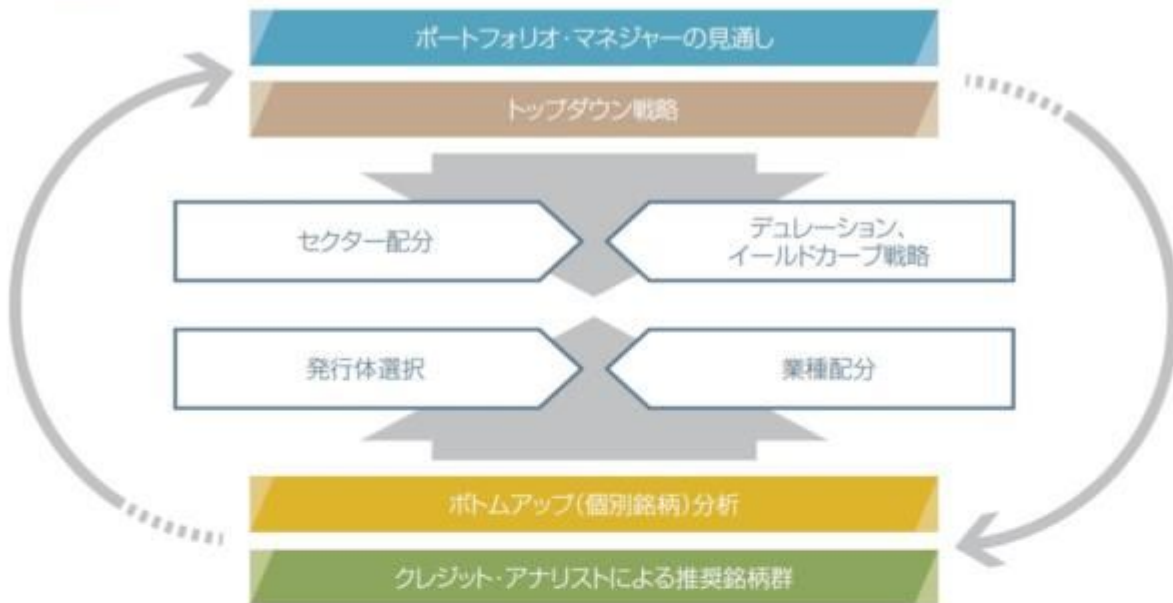 ポートフォリオ・マネジャーの見通し
トップダウン戦略
セクター配分
デュレーション、
イールドカーブ戦略
発行体選択
業種配分
ボトムアップ(個別銘柄)分析
クレジット・アナリストによる推奨銘柄群